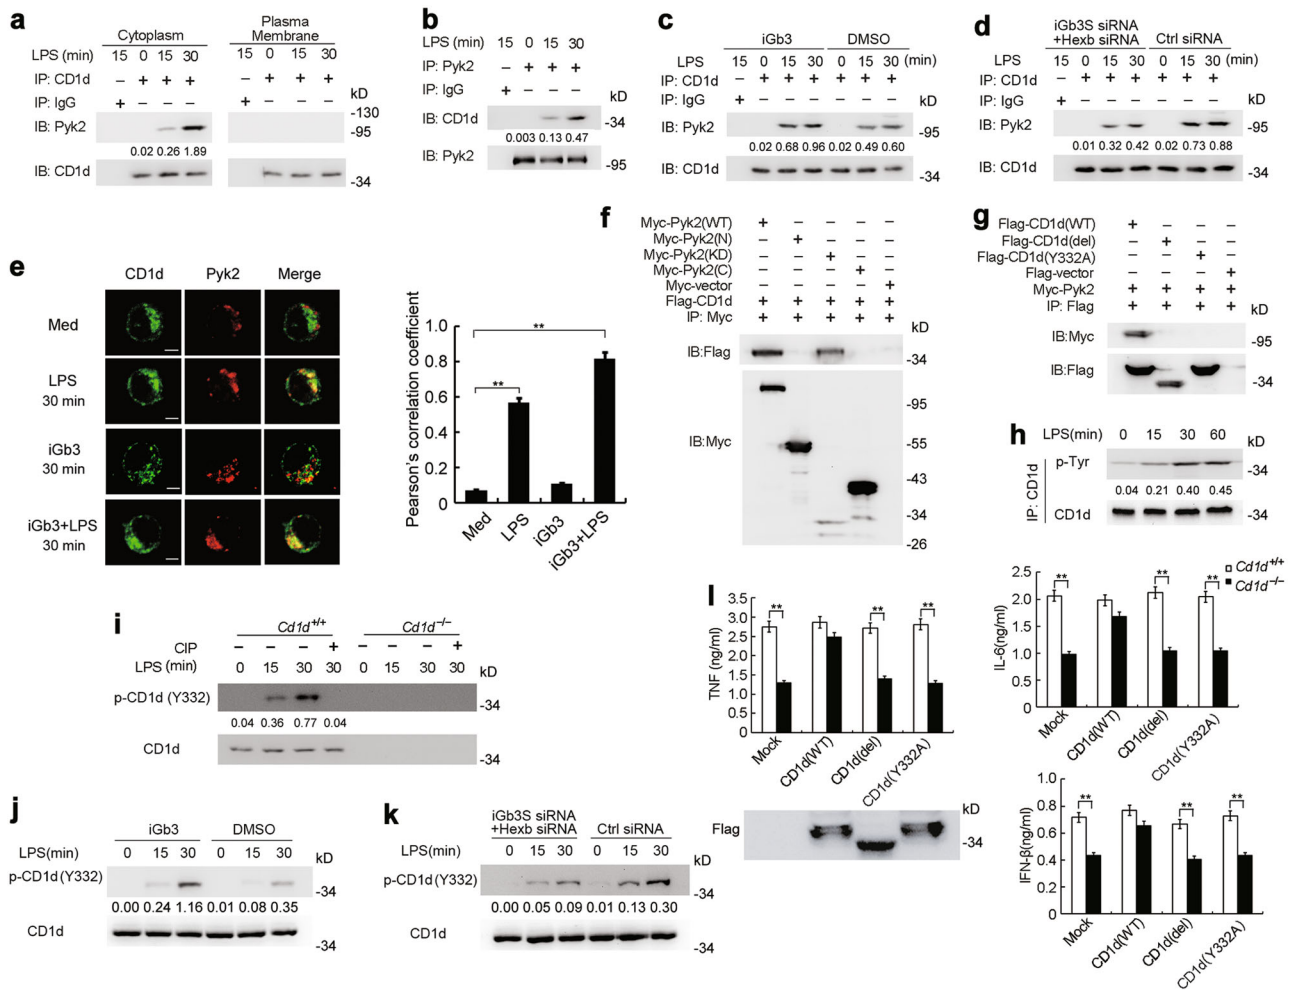 a
Cytoplasm Plasma Membrane
LPS (min) 15 0 15 30 15 0 15 30
IP: CD1d – + + + – + + +
IP: IgG + – – – + – – – kD
-130
IB: Pyk2 -95
0.02 0.26 1.89
IB: CD1d -34
b
LPS (min) 15 0 15 30
IP: Pyk2 – + + +
IP: IgG + – – – kD
IB: CD1d -34
0.003 0.13 0.47
IB: Pyk2 -95
c
iGb3 DMSO
LPS 15 0 15 30 0 15 30 (min)
IP: CD1d – + + + + + +
IP: IgG + – – – – – – kD
IB: Pyk2 -95
0.02 0.68 0.96 0.02 0.49 0.60
IB: CD1d -34
d
iGb3S siRNA
+Hexb siRNA Ctrl siRNA
LPS 15 0 15 30 0 15 30 (min)
IP: CD1d – + + + + + +
IP: IgG + – – – – – – kD
IB: Pyk2 -95
0.01 0.32 0.42 0.02 0.73 0.88
IB: CD1d -34
e
CD1d Pyk2 Merge
Med
LPS
30 min
iGb3
30 min
iGb3+LPS
30 min
Pearson's correlation coefficient
1.0
0.8
0.6
0.4
0.2
0
**
**
Med LPS iGb3 iGb3+LPS
f
Myc-Pyk2(WT) + – – – –
Myc-Pyk2(N) – + – – –
Myc-Pyk2(KD) – – + – –
Myc-Pyk2(C) – – – + –
Myc-vector – – – – +
Flag-CD1d + + + + +
IP: Myc + + + + +
kD
IB:Flag -34
-95
IB:Myc -55
-43
-34
-26
g
Flag-CD1d(WT) + – – –
Flag-CD1d(del) – + – –
Flag-CD1d(Y332A) – – + –
Flag-vector – – – +
Myc-Pyk2 + + + +
IP: Flag + + + + kD
IB:Myc -95
IB:Flag -34
h
LPS(min) 0 15 30 60 kD
IP: CD1d
p-Tyr -34
0.04 0.21 0.40 0.45
CD1d -34
i
Cd1d+/+ Cd1d–/–
CIP – – – + – – – +
LPS (min) 0 15 30 30 0 15 30 30 kD
p-CD1d (Y332) -34
0.04 0.36 0.77 0.04
CD1d -34
j
iGb3 DMSO
LPS(min) 0 15 30 0 15 30 kD
p-CD1d(Y332) -34
0.00 0.24 1.16 0.01 0.08 0.35
CD1d -34
k
iGb3S siRNA
+Hexb siRNA Ctrl siRNA
LPS(min) 0 15 30 0 15 30 kD
p-CD1d(Y332) -34
0.00 0.05 0.09 0.01 0.13 0.30
CD1d -34
l
TNF (ng/ml)
3.5
3.0
2.5
2.0
1.5
1.0
0.5
0
** ** **
Mock CD1d(WT) CD1d(del) CD1d(Y332A)
kD
Flag -34
Cd1d+/+
Cd1d–/–
IL-6(ng/ml)
2.5
2.0
1.5
1.0
0.5
0
** ** **
Mock CD1d(WT) CD1d(del) CD1d(Y332A)
IFN-β(ng/ml)
1.0
0.8
0.6
0.4
0.2
0
** ** **
Mock CD1d(WT) CD1d(del) CD1d(Y332A)